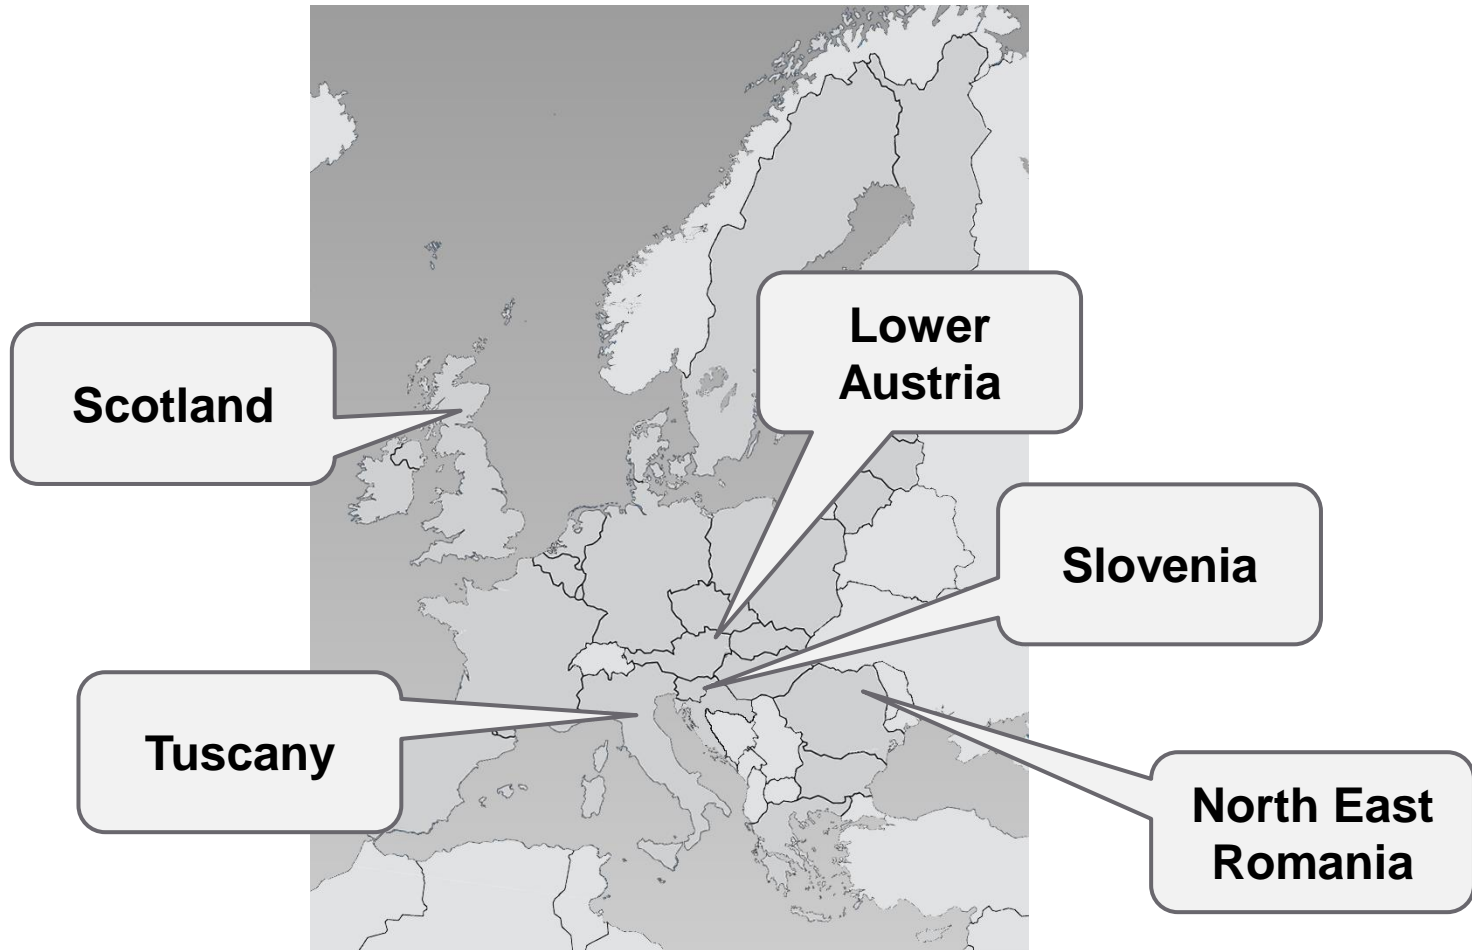 Lower
Austria
Scotland
Slovenia
Tuscany
North East
Romania